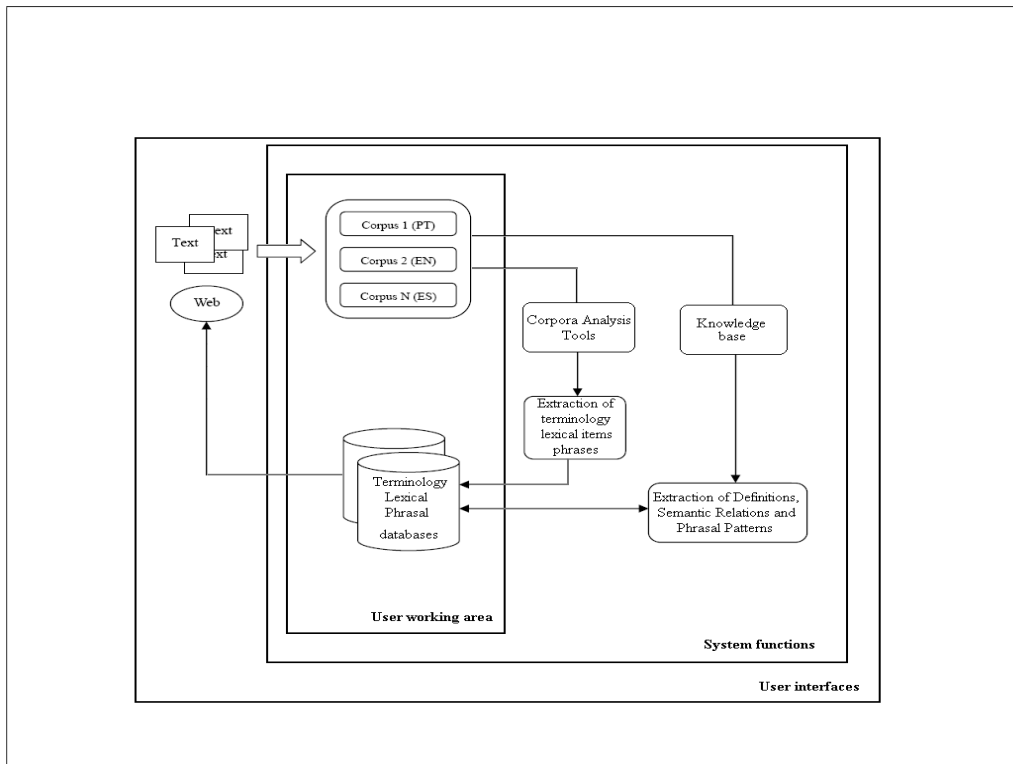 Corpus 1 (PT)
Text
Text
Text
Corpus 2 (EN)
Corpus N (ES)
Web
Corpora Analysis
Tools
Knowledge
base
Extraction of
terminology
lexical items
phrases
Terminology
Lexical
Phrasal
databases
Extraction of Definitions,
Semantic Relations and
Phrasal Patterns
User working area
System functions
User interfaces